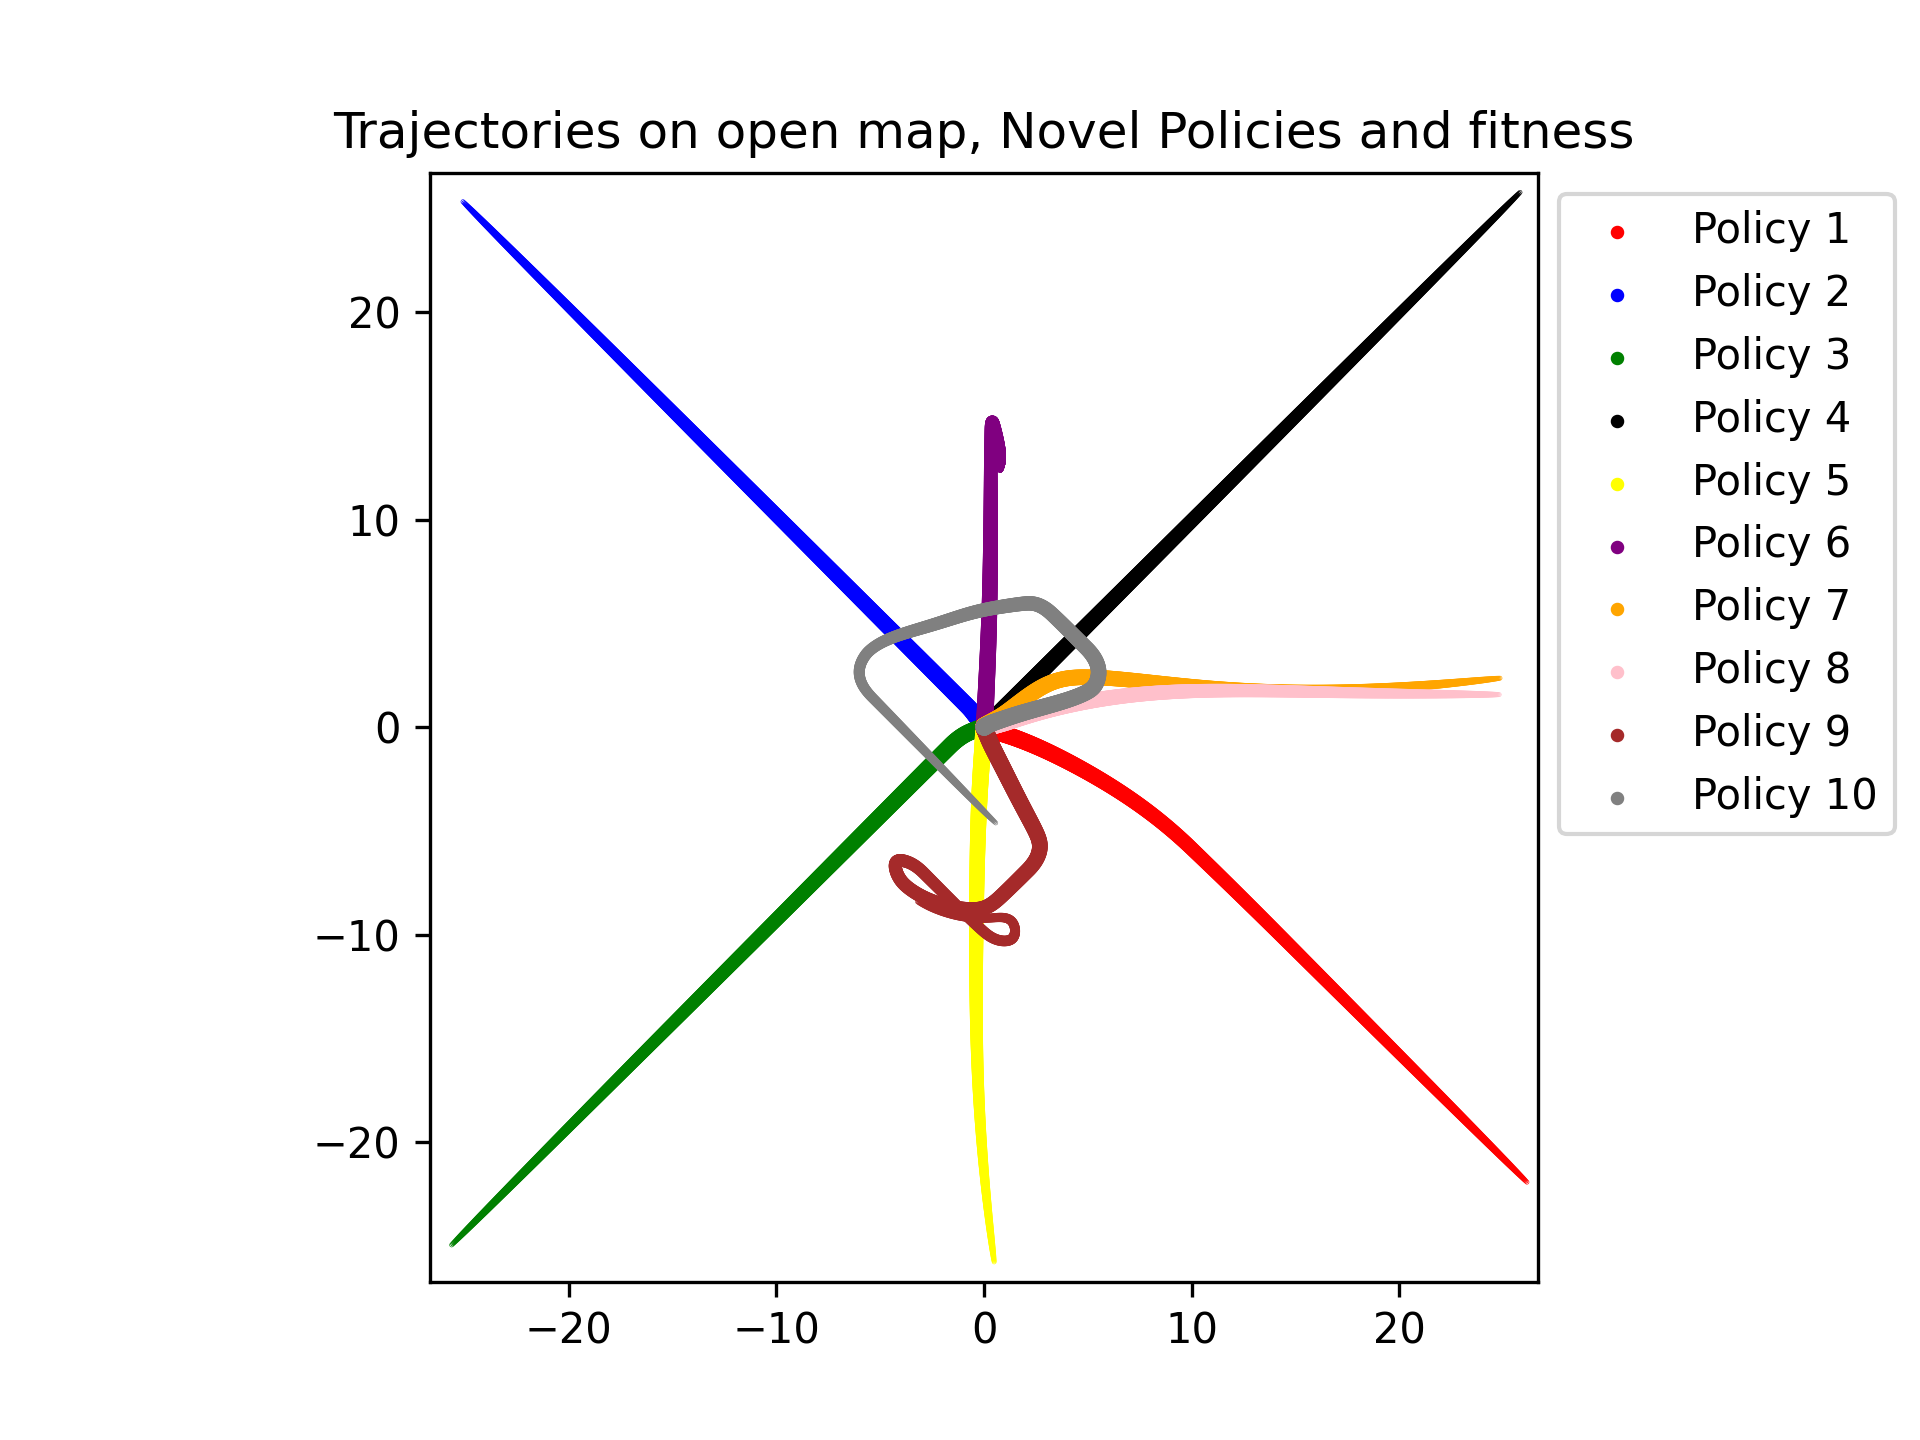 Trajectories on open map, Novel Policies and fitness
20
10
0
−10
−20
−20
−10
0
10
20
Policy 1
Policy 2
Policy 3
Policy 4
Policy 5
Policy 6
Policy 7
Policy 8
Policy 9
Policy 10